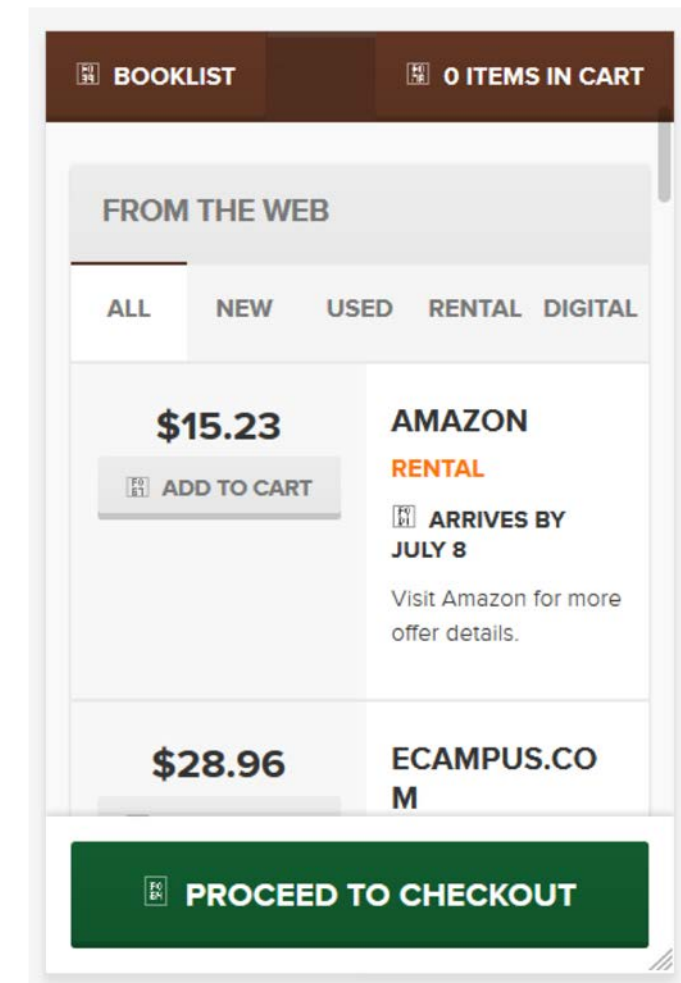 BOOKLIST
0 ITEMS IN CART
FROM THE WEB
ALL NEW USED RENTAL DIGITAL
$15.23
ADD TO CART
AMAZON
RENTAL
ARRIVES BY
JULY 8
Visit Amazon for more
offer details.
$28.96
ECAMPUS.CO
M
PROCEED TO CHECKOUT